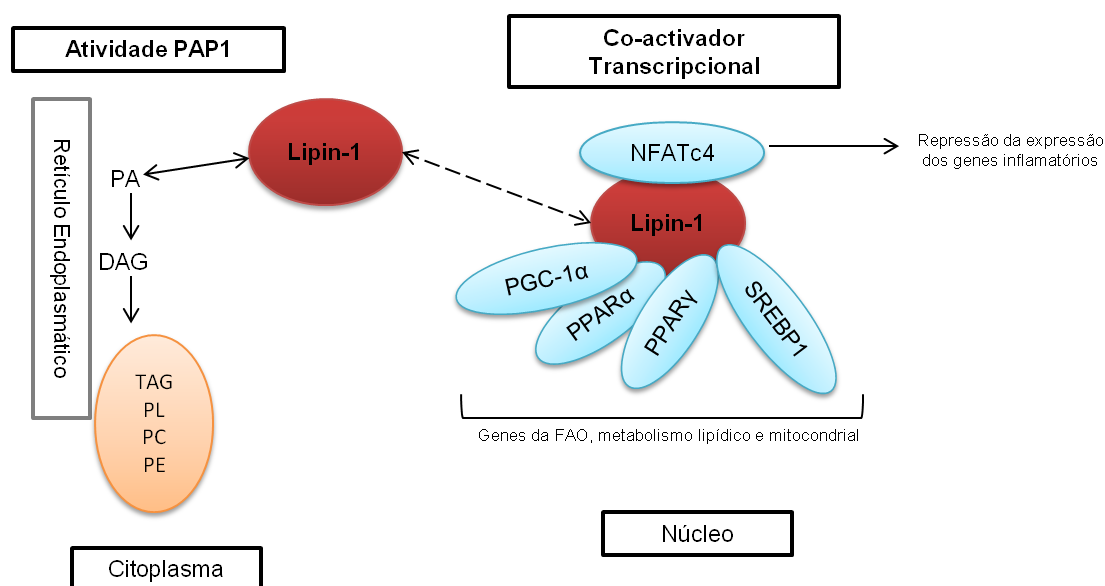 Atividade PAP1
Co-activador
Transcripcional
Retículo Endoplasmático
PA
DAG
TAG
PL
PC
PE
Citoplasma
Lipin-1
NFATc4
Lipin-1
PGC-1α
PPARα
PPARγ
SREBP1
Repressão da expressão
dos genes inflamatórios
Genes da FAO, metabolismo lipídico e mitocondrial
Núcleo